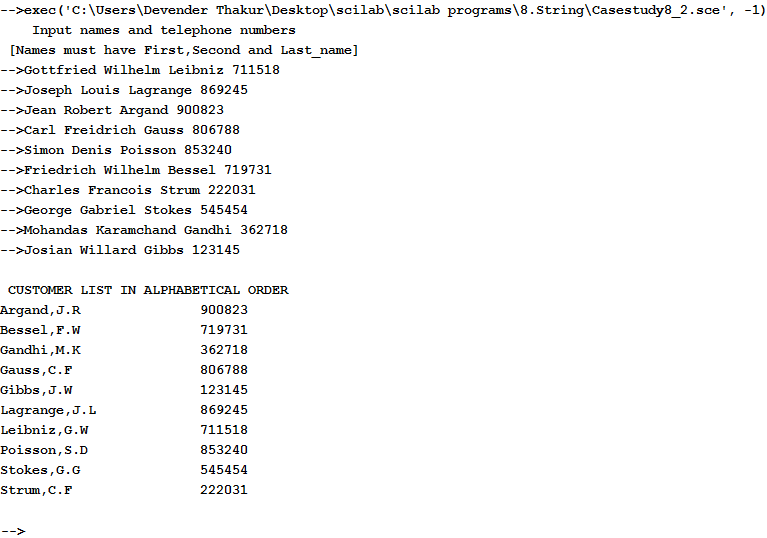 -->exec('C:\Users\Devender Thakur\Desktop\scilab\scilab programs\8.String\Casestudy8_2.sce', -1)
Input names and telephone numbers
[Names must have First,Second and Last_name]
-->Gottfried Wilhelm Leibniz 711518
-->Joseph Louis Lagrange 869245
-->Jean Robert Argand 900823
-->Carl Freidrich Gauss 806788
-->Simon Denis Poisson 853240
-->Friedrich Wilhelm Bessel 719731
-->Charles Francois Strum 222031
-->George Gabriel Stokes 545454
-->Mohandas Karamchand Gandhi 362718
-->Josian Willard Gibbs 123145
CUSTOMER LIST IN ALPHABETICAL ORDER
Argand,J.R 900823
Bessel,F.W 719731
Gandhi,M.K 362718
Gauss,C.F 806788
Gibbs,J.W 123145
Lagrange,J.L 869245
Leibniz,G.W 711518
Poisson,S.D 853240
Stokes,G.G 545454
Strum,C.F 222031
-->